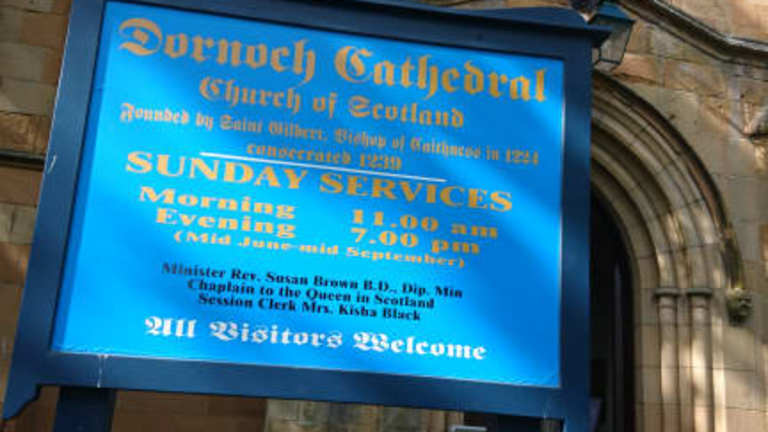 Dornoch Cathedral
Church of Scotland
Founded by Saint Gilbert, Bishop of Caithness in 1224
consecrated 1239
SUNDAY SERVICES
Morning 11.00 am
Evening 7.00 pm
(Mid June-mid September)
Minister Rev. Susan Brown B.D., Dip. Min
Chaplain to the Queen in Scotland
Session Clerk Mrs. Kisha Black
All Visitors Welcome